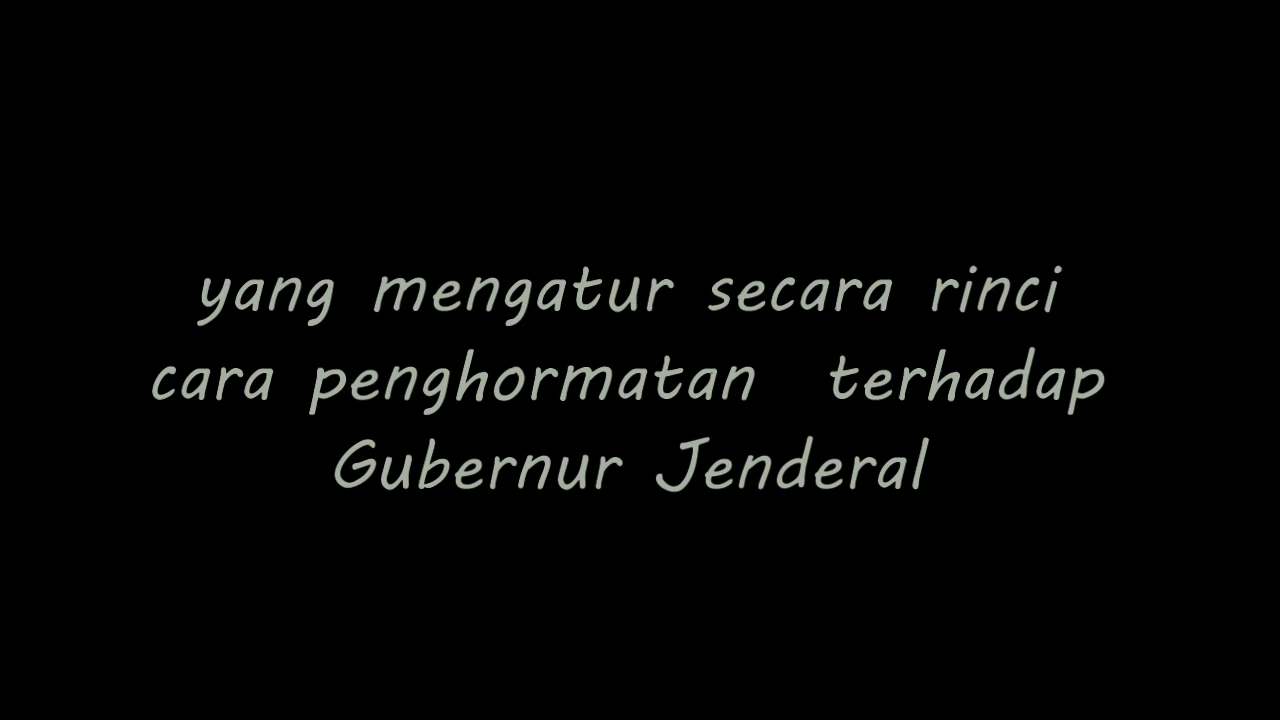 yang mengatur secara rinci
cara penghormatan terhadap
Gubernur Jenderal